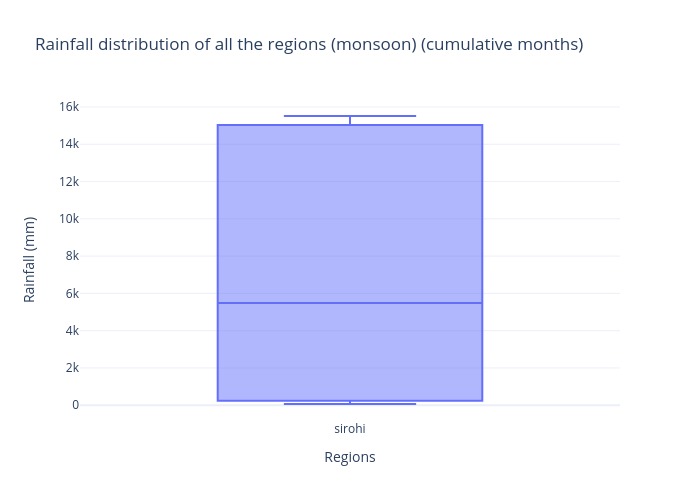 Rainfall distribution of all the regions (monsoon) (cumulative months)
16k
14k
12k
10k
8k
6k
4k
2k
0
Rainfall (mm)
sirohi
Regions